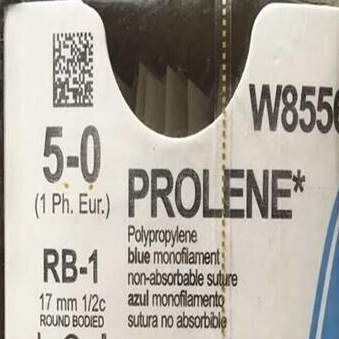 W8556
5-0
(1 Ph. Eur.)
PROLENE*
Polypropylene
blue monofilament
non-absorbable suture
azul monofilamento
sutura no absorbible
RB-1
17 mm 1/2c
ROUND BODIED